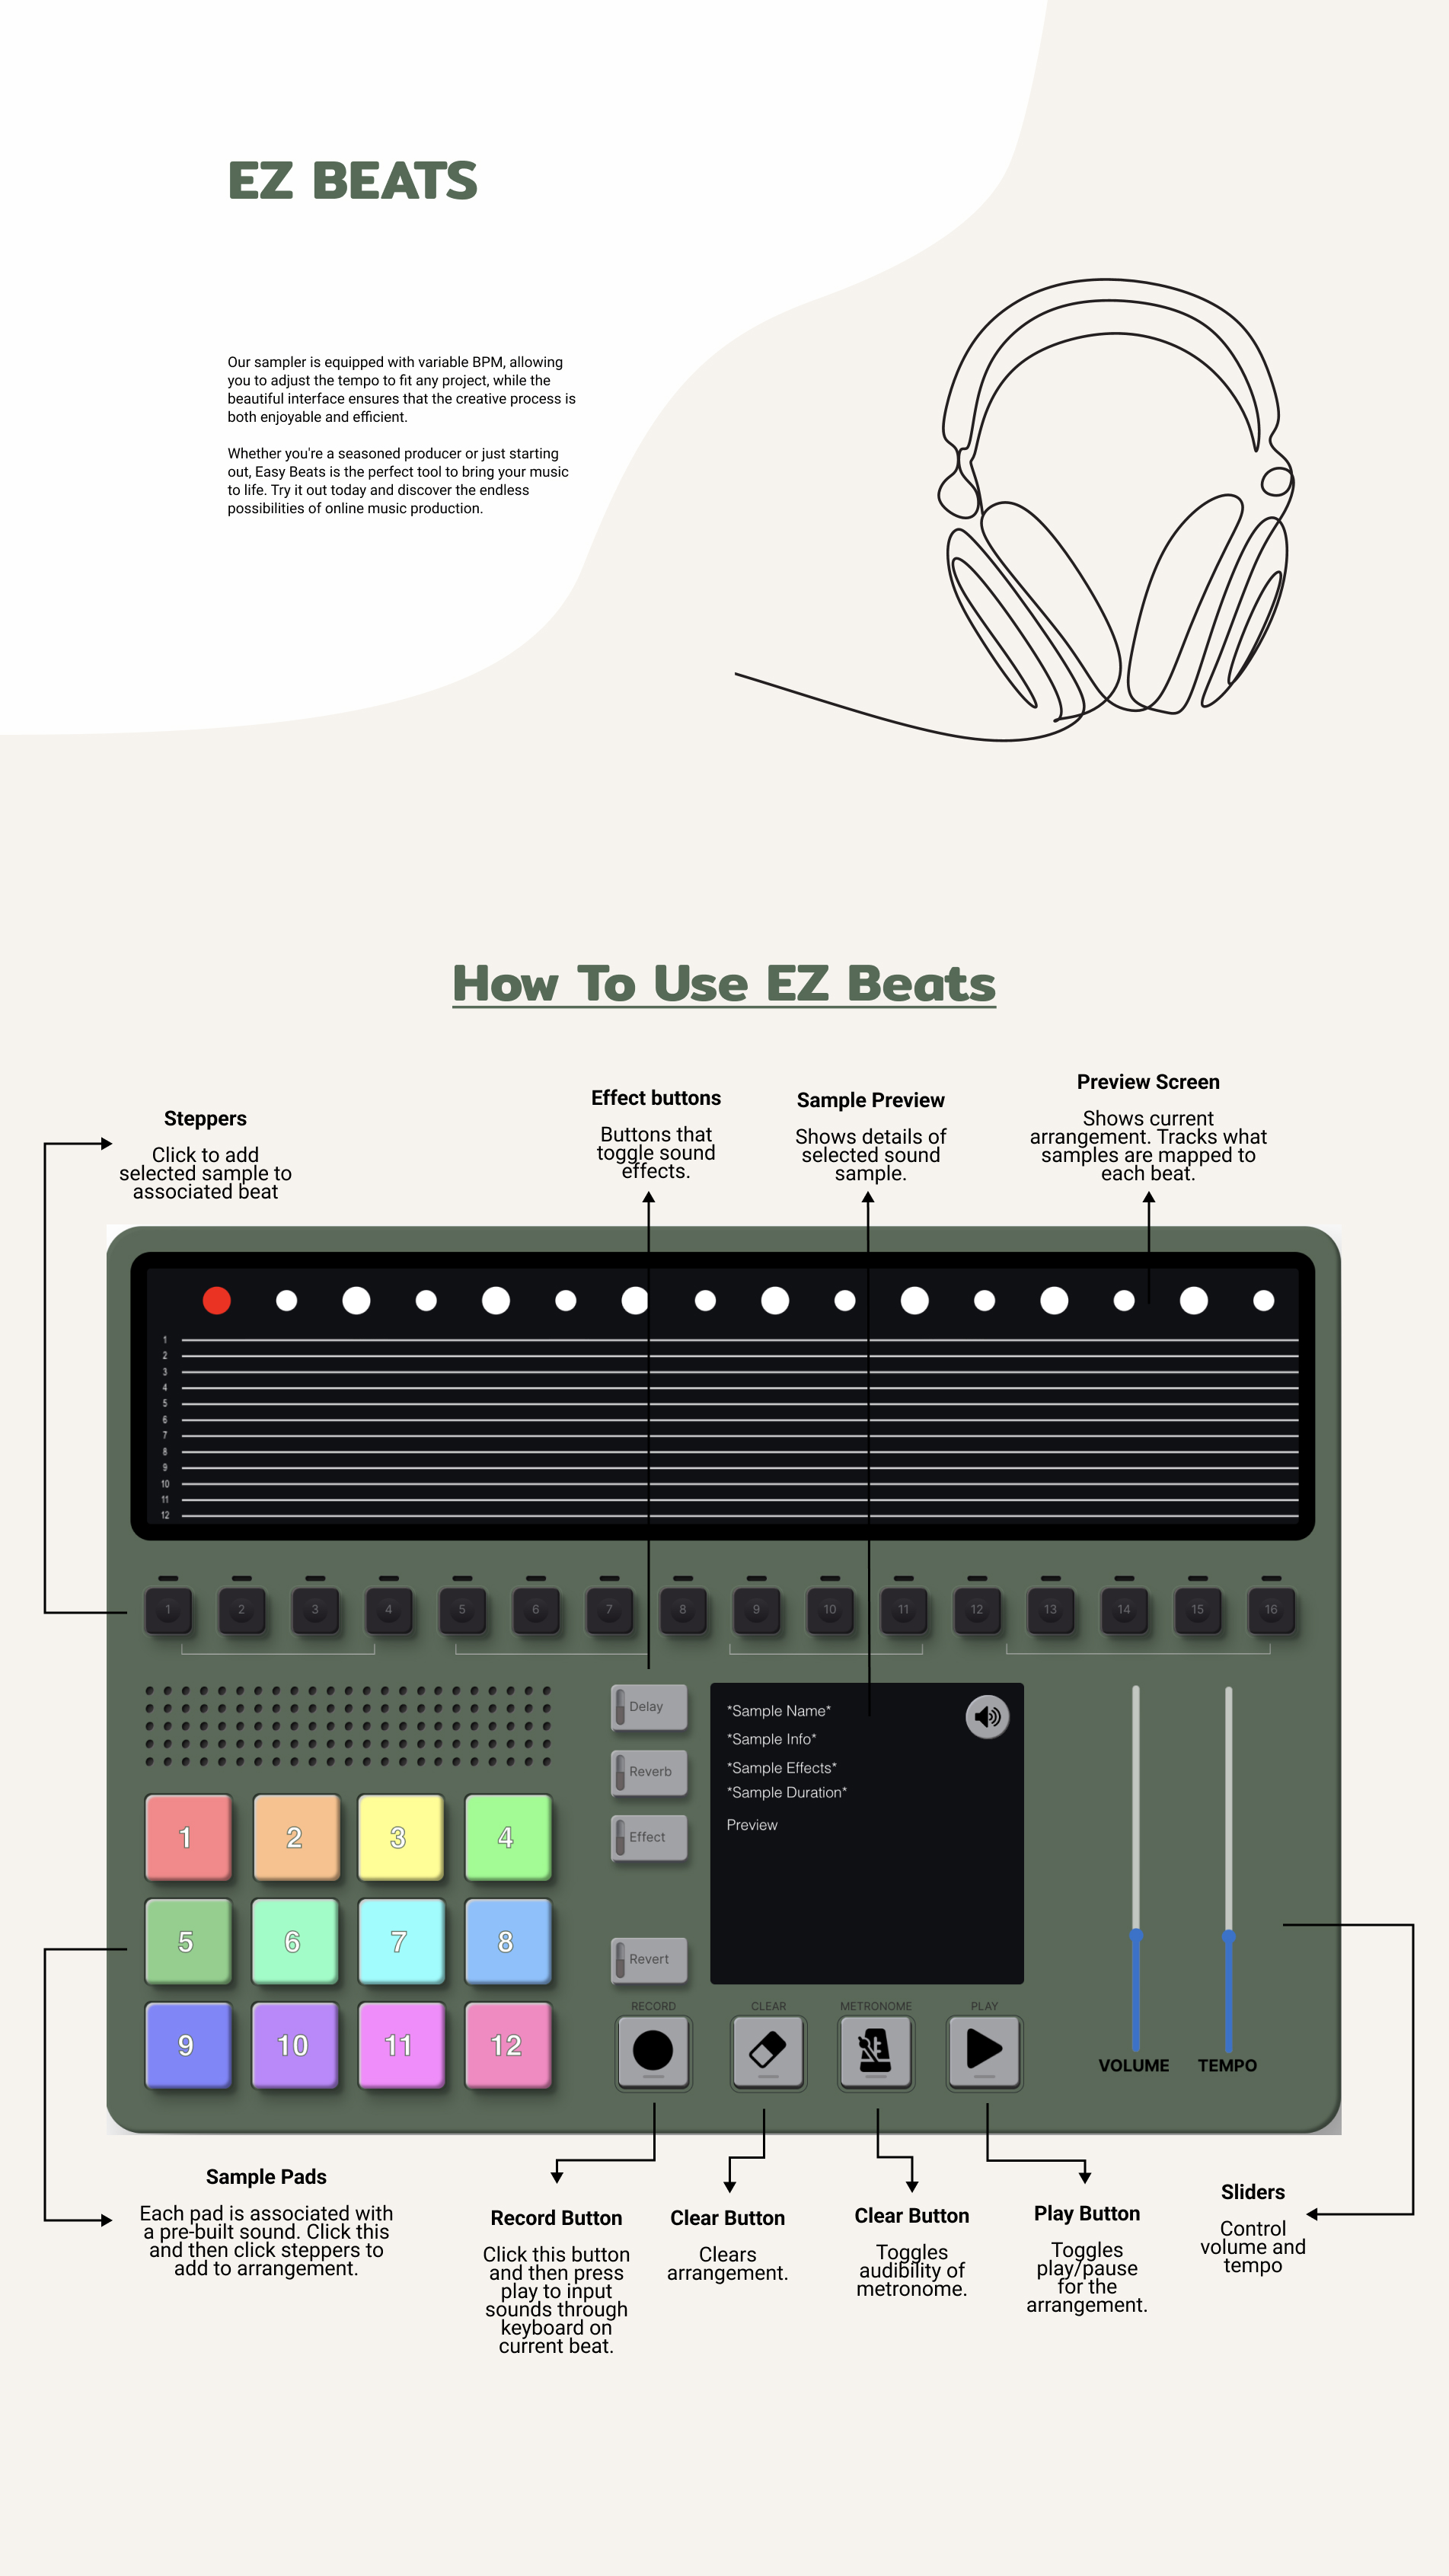 EZ BEATS
Our sampler is equipped with variable BPM, allowing
you to adjust the tempo to fit any project, while the
beautiful interface ensures that the creative process is
both enjoyable and efficient.
Whether you're a seasoned producer or just starting
out, Easy Beats is the perfect tool to bring your music
to life. Try it out today and discover the endless
possibilities of online music production.
How To Use EZ Beats
Steppers
Click to add
selected sample to
associated beat
Effect buttons
Buttons that
toggle sound
effects.
Sample Preview
Shows details of
selected sound
sample.
Preview Screen
Shows current
arrangement. Tracks what
samples are mapped to
each beat.
1
2
3
4
5
6
7
8
9
10
11
12
1 2 3 4 5 6 7 8 9 10 11 12 13 14 15 16
Delay
Reverb
Effect
Revert
*Sample Name*
*Sample Info*
*Sample Effects*
*Sample Duration*
Preview
1 2 3 4
5 6 7 8
9 10 11 12
RECORD CLEAR METRONOME PLAY
VOLUME TEMPO
Sample Pads
Each pad is associated with
a pre-built sound. Click this
and then click steppers to
add to arrangement.
Record Button
Click this button
and then press
play to input
sounds through
keyboard on
current beat.
Clear Button
Clears
arrangement.
Clear Button
Toggles
audibility of
metronome.
Play Button
Toggles
play/pause
for the
arrangement.
Sliders
Control
volume and
tempo